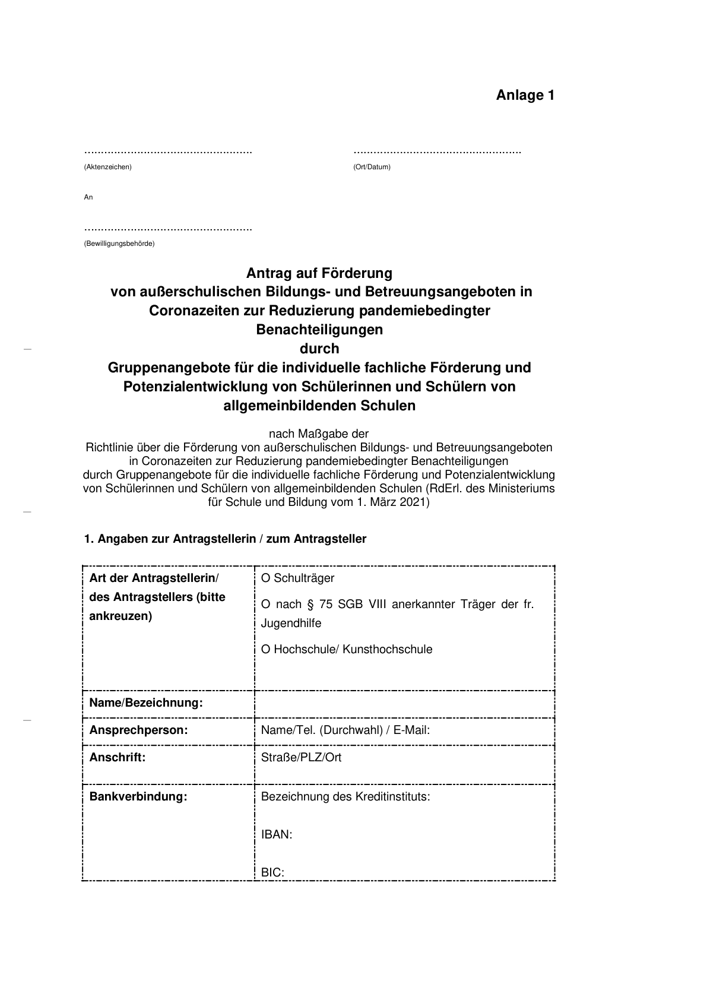 Anlage 1
……………………………………………. …………………………………………….
(Aktenzeichen) (Ort/Datum)
An
…………………………………………….
(Bewilligungsbehörde)
Antrag auf Förderung
von außerschulischen Bildungs- und Betreuungsangeboten in
Coronazeiten zur Reduzierung pandemiebedingter
Benachteiligungen
durch
Gruppenangebote für die individuelle fachliche Förderung und
Potenzialentwicklung von Schülerinnen und Schülern von
allgemeinbildenden Schulen
nach Maßgabe der
Richtlinie über die Förderung von außerschulischen Bildungs- und Betreuungsangeboten
in Coronazeiten zur Reduzierung pandemiebedingter Benachteiligungen
durch Gruppenangebote für die individuelle fachliche Förderung und Potenzialentwicklung
von Schülerinnen und Schülern von allgemeinbildenden Schulen (RdErl. des Ministeriums
für Schule und Bildung vom 1. März 2021)
1. Angaben zur Antragstellerin / zum Antragsteller
Art der Antragstellerin/
des Antragstellers (bitte
ankreuzen)
O Schulträger
O nach § 75 SGB VIII anerkannter Träger der fr.
Jugendhilfe
O Hochschule/ Kunsthochschule
Name/Bezeichnung:
Ansprechperson: Name/Tel. (Durchwahl) / E-Mail:
Anschrift: Straße/PLZ/Ort
Bankverbindung: Bezeichnung des Kreditinstituts:
IBAN:
BIC: